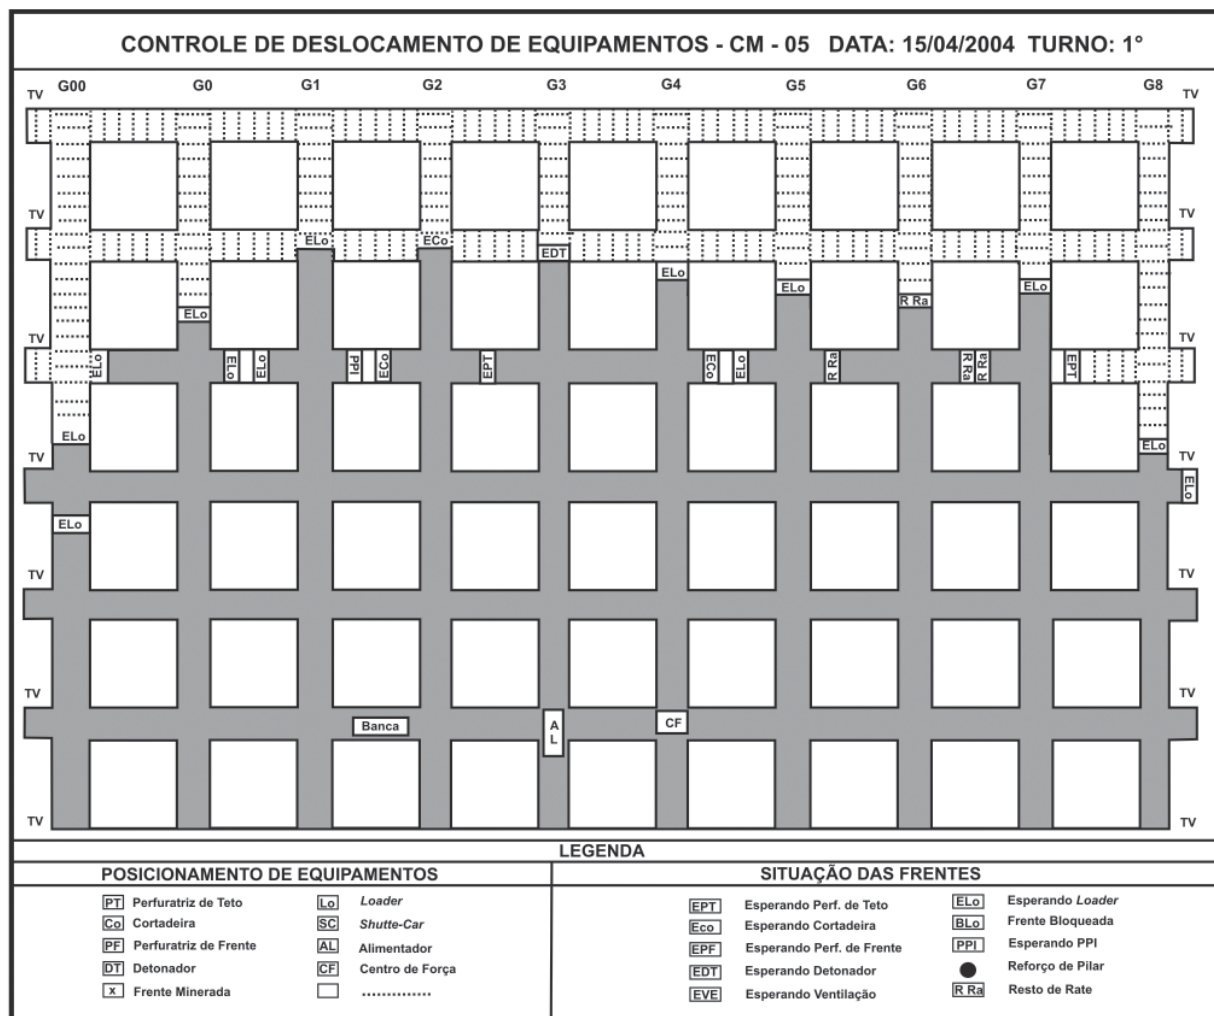 CONTROLE DE DESLOCAMENTO DE EQUIPAMENTOS - CM - 05 DATA: 15/04/2004 TURNO: 1°
G00 G0 G1 G2 G3 G4 G5 G6 G7 G8
TV TV
TV TV
ELo ECo
EDT
ELo
ELo ELo
R Ra
ELo
TV TV
ELo ELo ELo PPI ECo EPT ECo ELo R Ra R Ra R Ra EPT
ELo ELo
TV TV
ELo
ELo
TV TV
TV TV
Banca AL CF
TV TV
LEGENDA
POSICIONAMENTO DE EQUIPAMENTOS
PT Perfuratriz de Teto
Co Cortadeira
PF Perfuratriz de Frente
DT Detonador
x Frente Minerada
Lo Loader
SC Shutte-Car
AL Alimentador
CF Centro de Força
..............
SITUAÇÃO DAS FRENTES
EPT Esperando Perf. de Teto
Eco Esperando Cortadeira
EPF Esperando Perf. de Frente
EDT Esperando Detonador
EVE Esperando Ventilação
ELo Esperando Loader
BLo Frente Bloqueada
PPI Esperando PPI
Reforço de Pilar
R Ra Resto de Rate